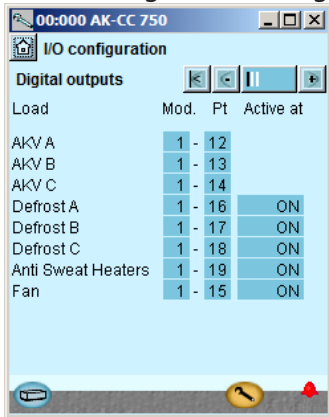 00:000 AK-CC 750
I/O configuration
Digital outputs
Load Mod. Pt Active at
AKV A 1 - 12
AKV B 1 - 13
AKV C 1 - 14
Defrost A 1 - 16 ON
Defrost B 1 - 17 ON
Defrost C 1 - 18 ON
Anti Sweat Heaters 1 - 19 ON
Fan 1 - 15 ON